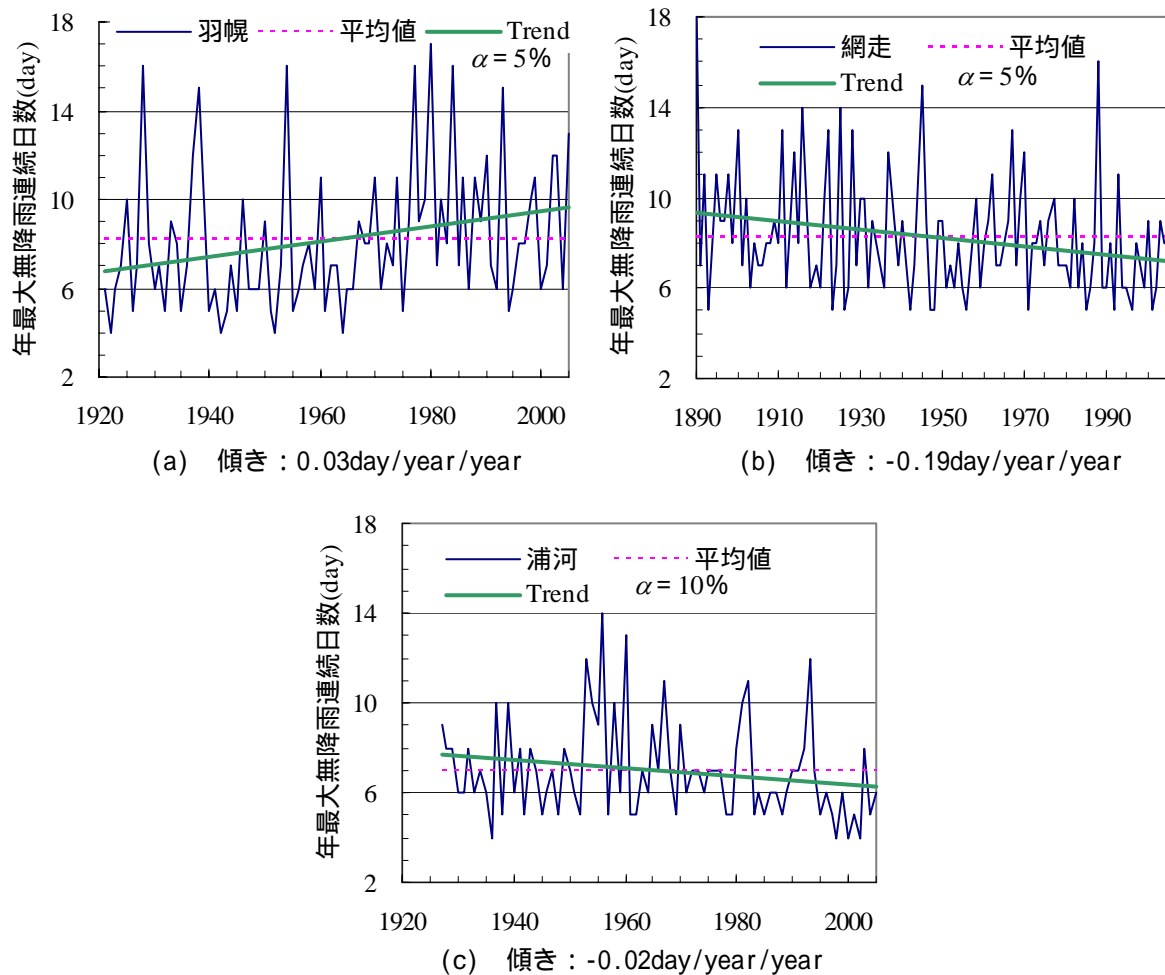 羽幌 平均値 Trend
α = 5%
年最大無降雨連続日数(day)
18
14
10
6
2
1920 1940 1960 1980 2000
(a) 傾き：0.03day/year/year
網走 平均値
Trend α = 5%
年最大無降雨連続日数(day)
18
14
10
6
2
1890 1910 1930 1950 1970 1990
(b) 傾き：-0.19day/year/year
浦河 平均値
Trend α = 10%
年最大無降雨連続日数(day)
18
14
10
6
2
1920 1940 1960 1980 2000
(c) 傾き：-0.02day/year/year